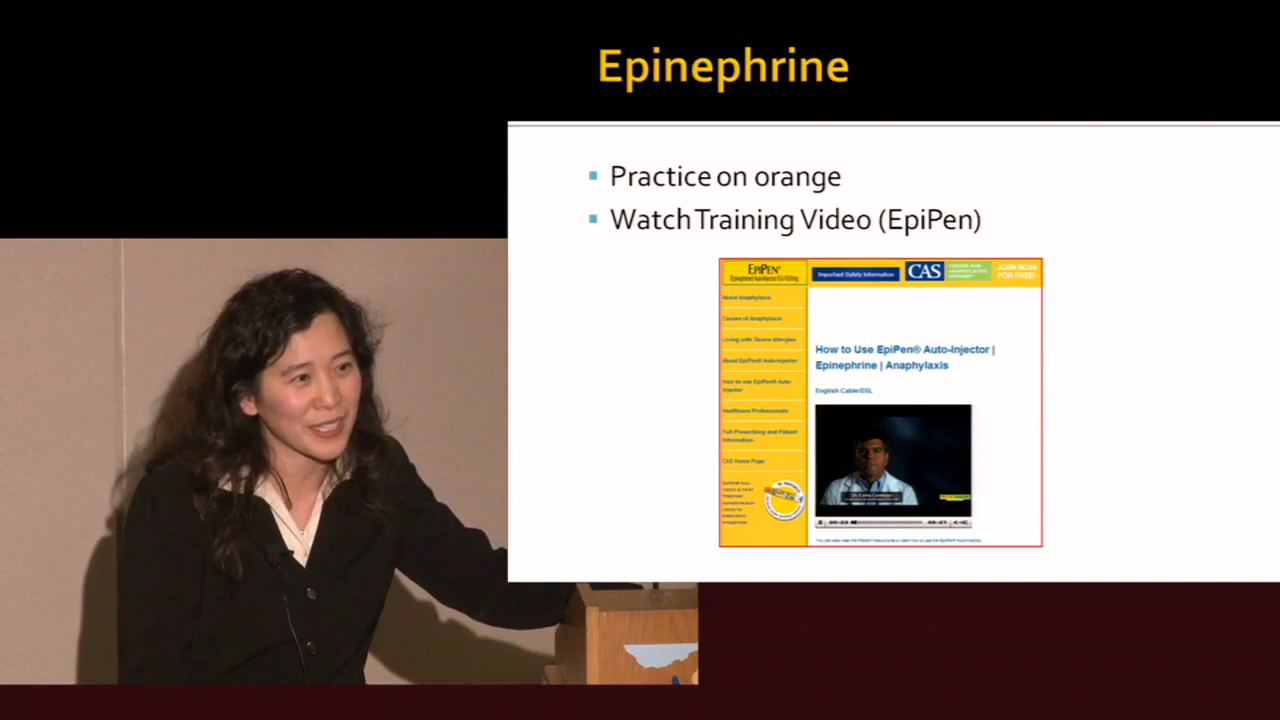 Epinephrine
Practice on orange
Watch Training Video (EpiPen)
EPIPEN®
Important Safety Information
CAS
JOIN NOW
FOR FREE!
About Anaphylaxis
Causes of Anaphylaxis
Living with Severe Allergies
About EpiPen® Auto-Injector
How to use EpiPen® Auto-
Injector
Healthcare Professionals
Full Prescribing and Patient
Information
CAS Home Page
How to Use EpiPen® Auto-Injector |
Epinephrine | Anaphylaxis
English Cable/DSL